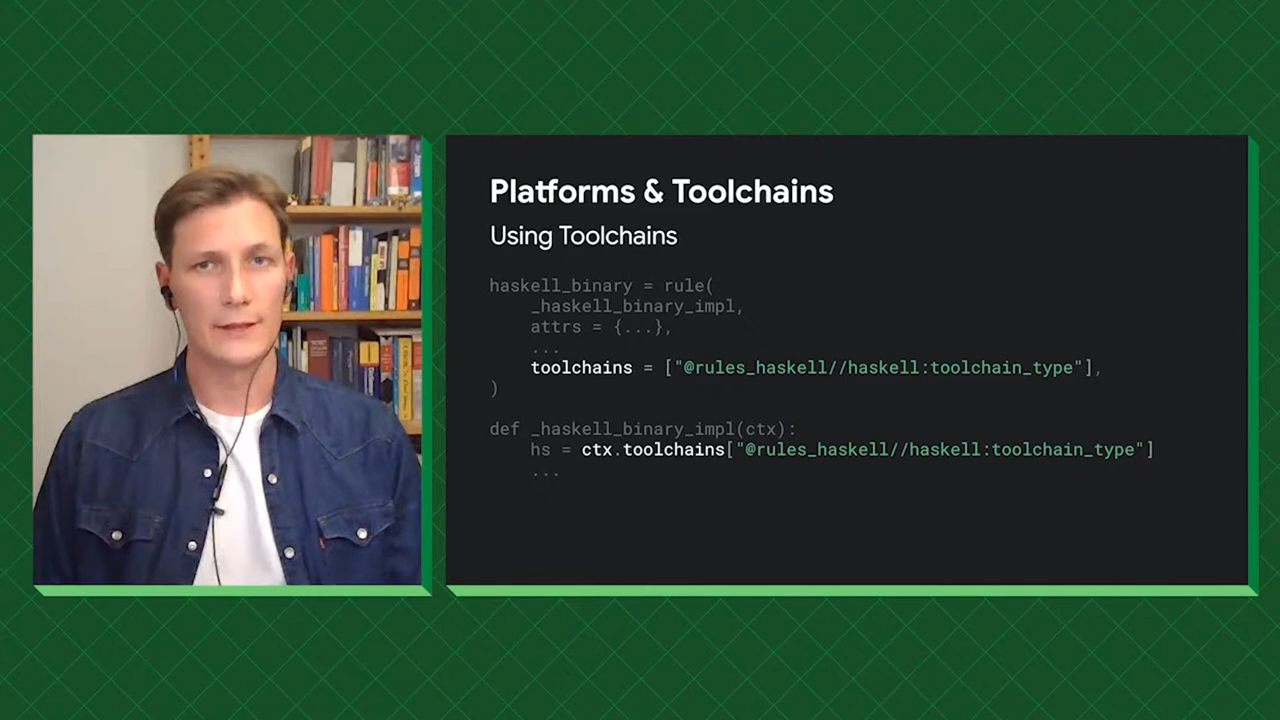 Platforms & Toolchains
Using Toolchains
haskell_binary = rule(
    _haskell_binary_impl,
    attrs = {...},
    ...
    toolchains = ["@rules_haskell//haskell:toolchain_type"],
)
def _haskell_binary_impl(ctx):
    hs = ctx.toolchains["@rules_haskell//haskell:toolchain_type"]
    ...